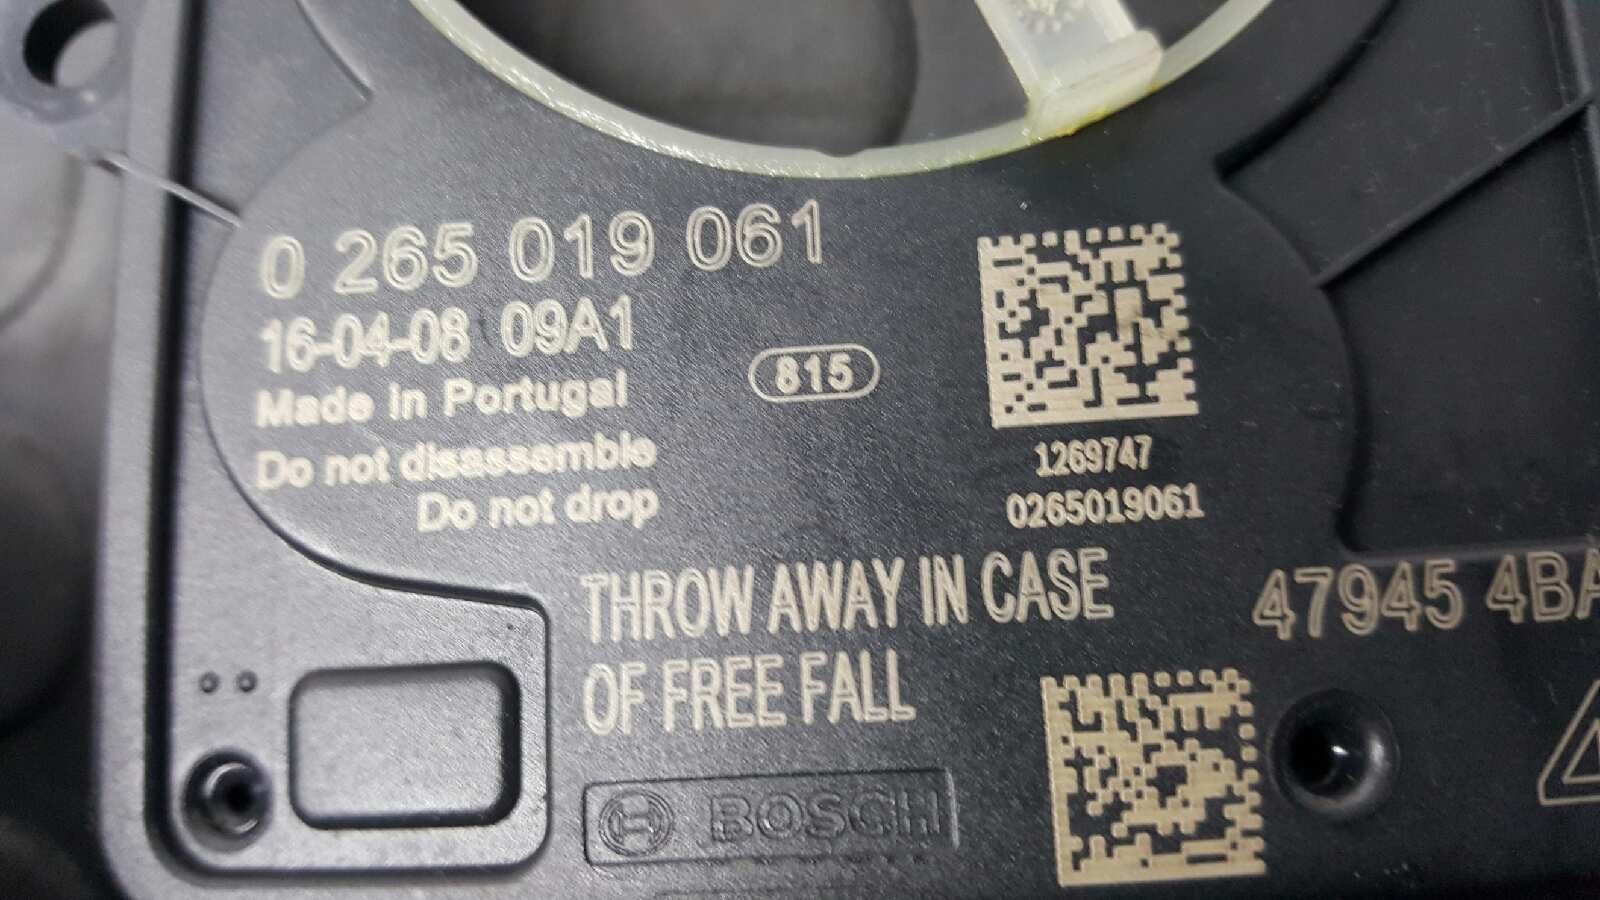 0 265 019 061
16-04-08 09A1
Made in Portugal
815
Do not disassemble
Do not drop
1269747
0265019061
THROW AWAY IN CASE
OF FREE FALL
47945 4BA
BOSCH